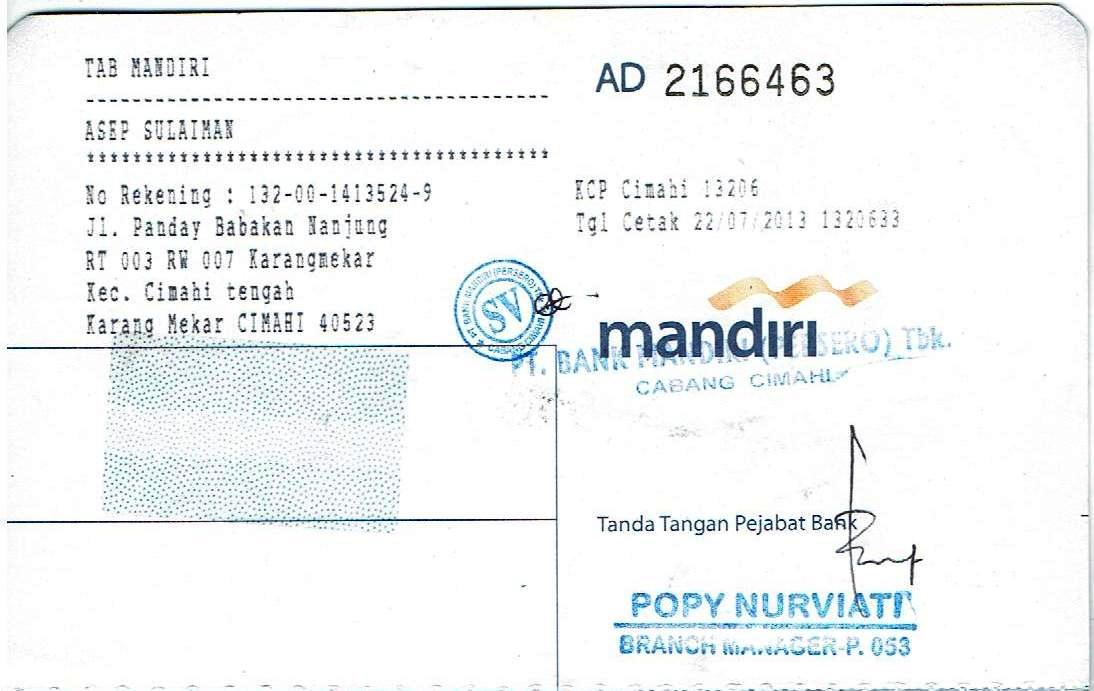 TAB MANDIRI
ASEP SULAIMAN
****************************************
No Rekening : 132-00-1413524-9
Jl. Panday Babakan Nanjung
RT 003 RW 007 Karangmekar
Kec. Cimahi tengah
Karang Mekar CIMAHI 40523
AD 2166463
KCP Cimahi 13206
Tgl Cetak 22/07/2013 1320633
PT. BANK MANDIRI (PERSERO) Tbk
SV
CABANG CIMAHI
mandiri
PT. BANK MANDIRI (PERSERO) Tbk.
CABANG CIMAHI
Tanda Tangan Pejabat Bank
POPY NURVIATI
BRANCH MANAGER-P. 053